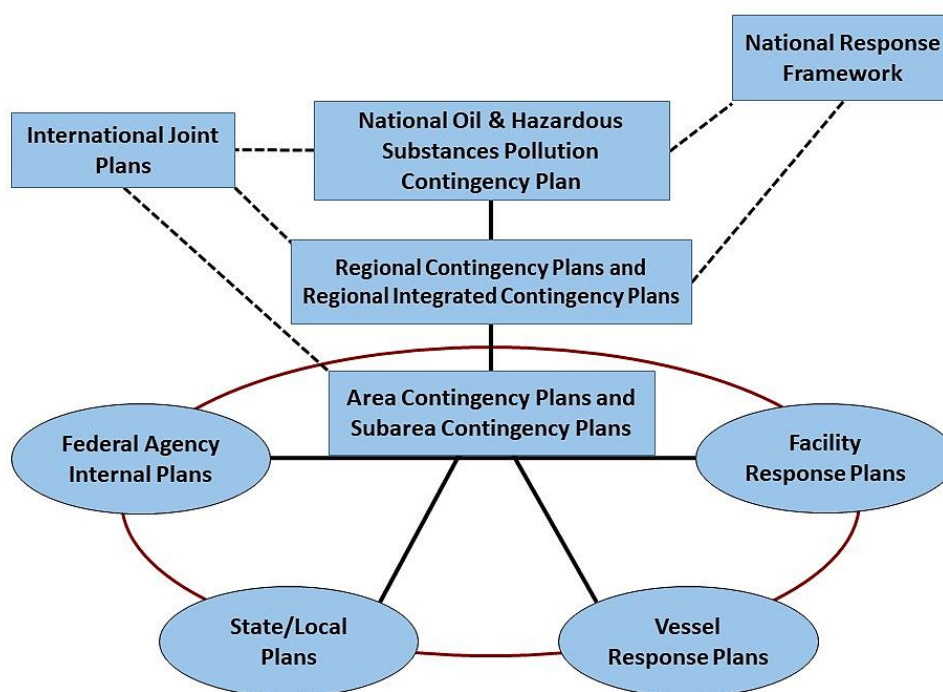 National Response
Framework
International Joint
Plans
National Oil & Hazardous
Substances Pollution
Contingency Plan
Regional Contingency Plans and
Regional Integrated Contingency Plans
Area Contingency Plans and
Subarea Contingency Plans
Federal Agency
Internal Plans
Facility
Response Plans
State/Local
Plans
Vessel
Response Plans